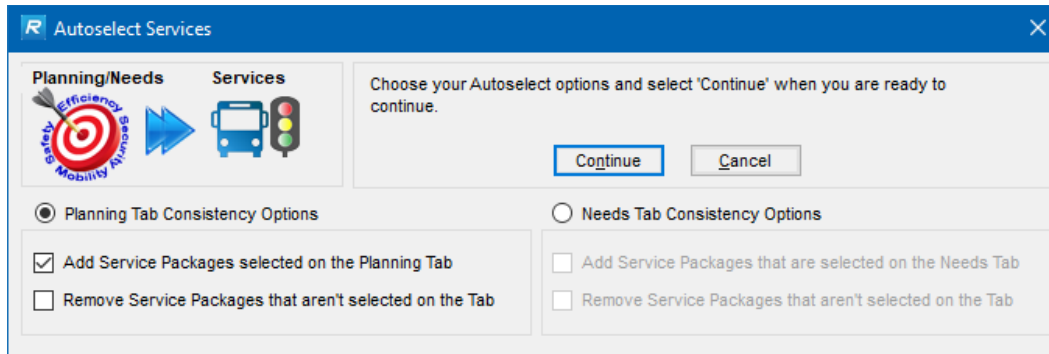 R Autoselect Services
Planning/Needs Services
Efficiency
Safety Security
Mobility
Choose your Autoselect options and select 'Continue' when you are ready to
continue.
Continue Cancel
Planning Tab Consistency Options Needs Tab Consistency Options
Add Service Packages selected on the Planning Tab Add Service Packages that are selected on the Needs Tab
Remove Service Packages that aren't selected on the Tab Remove Service Packages that aren't selected on the Tab